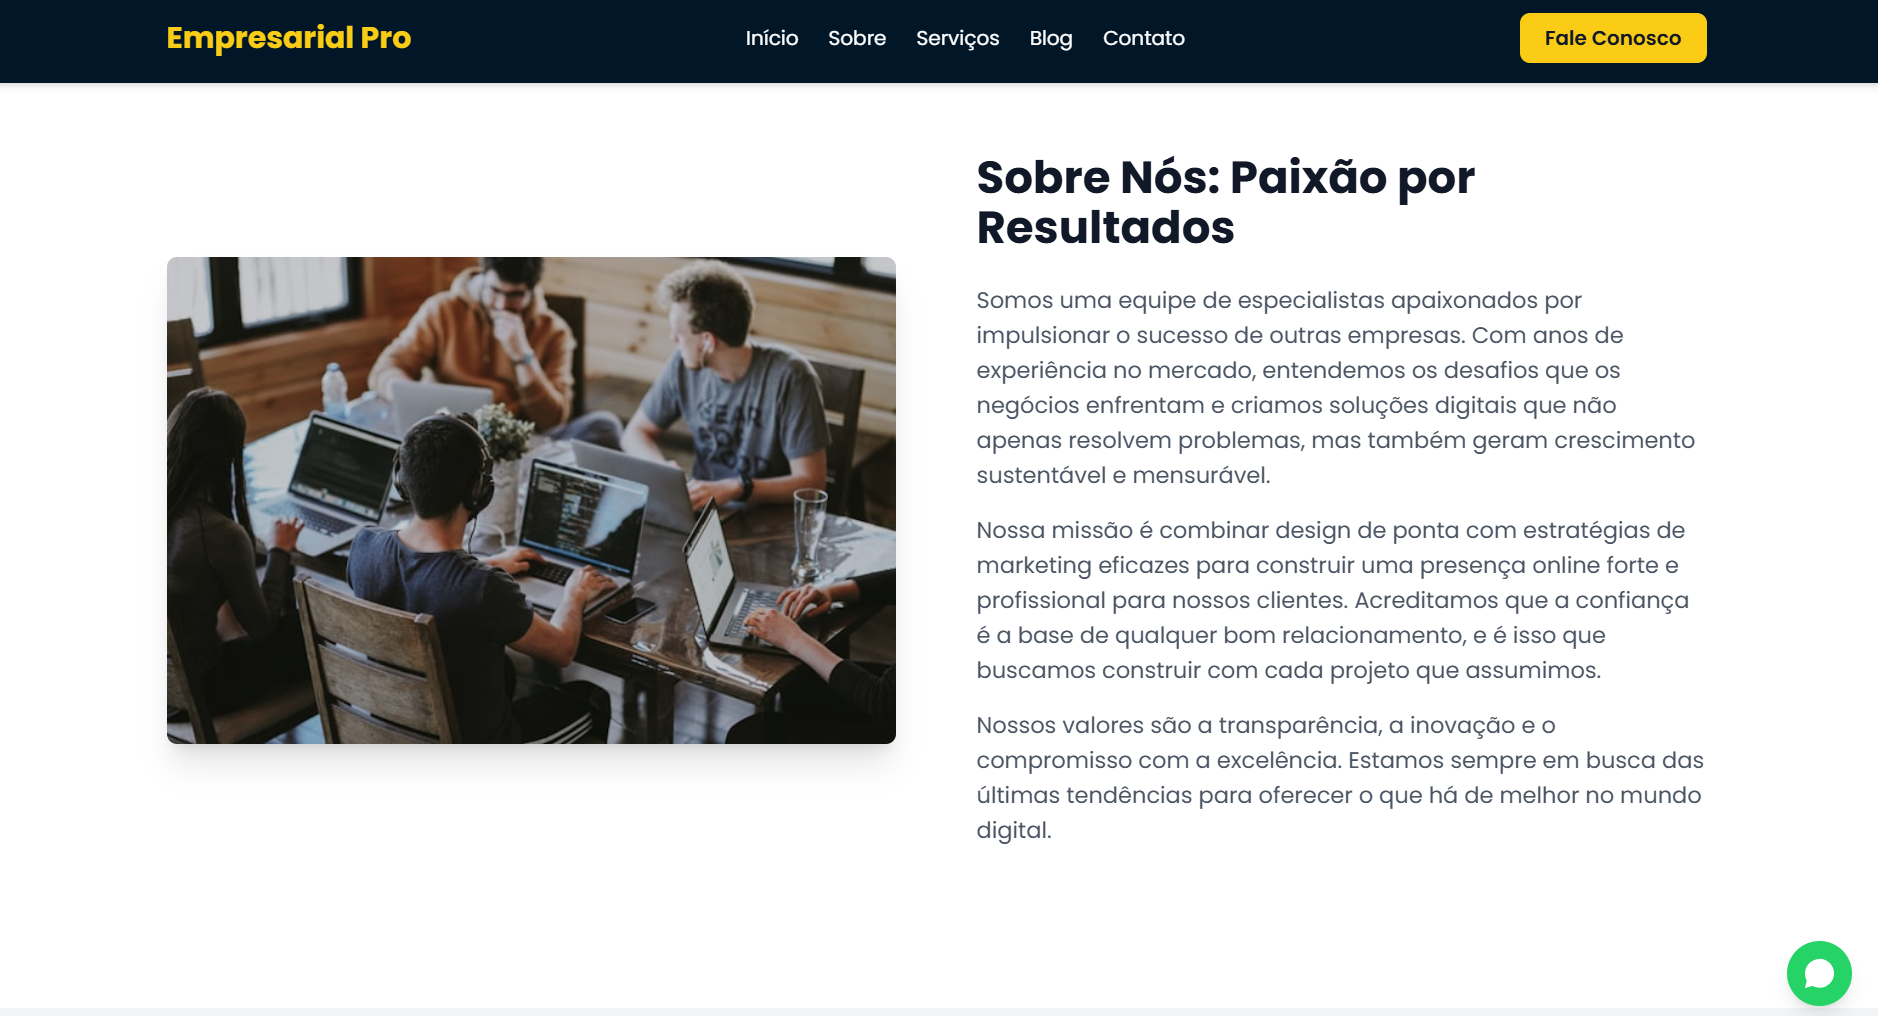 Empresarial Pro
Início Sobre Serviços Blog Contato
Fale Conosco
Sobre Nós: Paixão por
Resultados
Somos uma equipe de especialistas apaixonados por
impulsionar o sucesso de outras empresas. Com anos de
experiência no mercado, entendemos os desafios que os
negócios enfrentam e criamos soluções digitais que não
apenas resolvem problemas, mas também geram crescimento
sustentável e mensurável.
Nossa missão é combinar design de ponta com estratégias de
marketing eficazes para construir uma presença online forte e
profissional para nossos clientes. Acreditamos que a confiança
é a base de qualquer bom relacionamento, e é isso que
buscamos construir com cada projeto que assumimos.
Nossos valores são a transparência, a inovação e o
compromisso com a excelência. Estamos sempre em busca das
últimas tendências para oferecer o que há de melhor no mundo
digital.